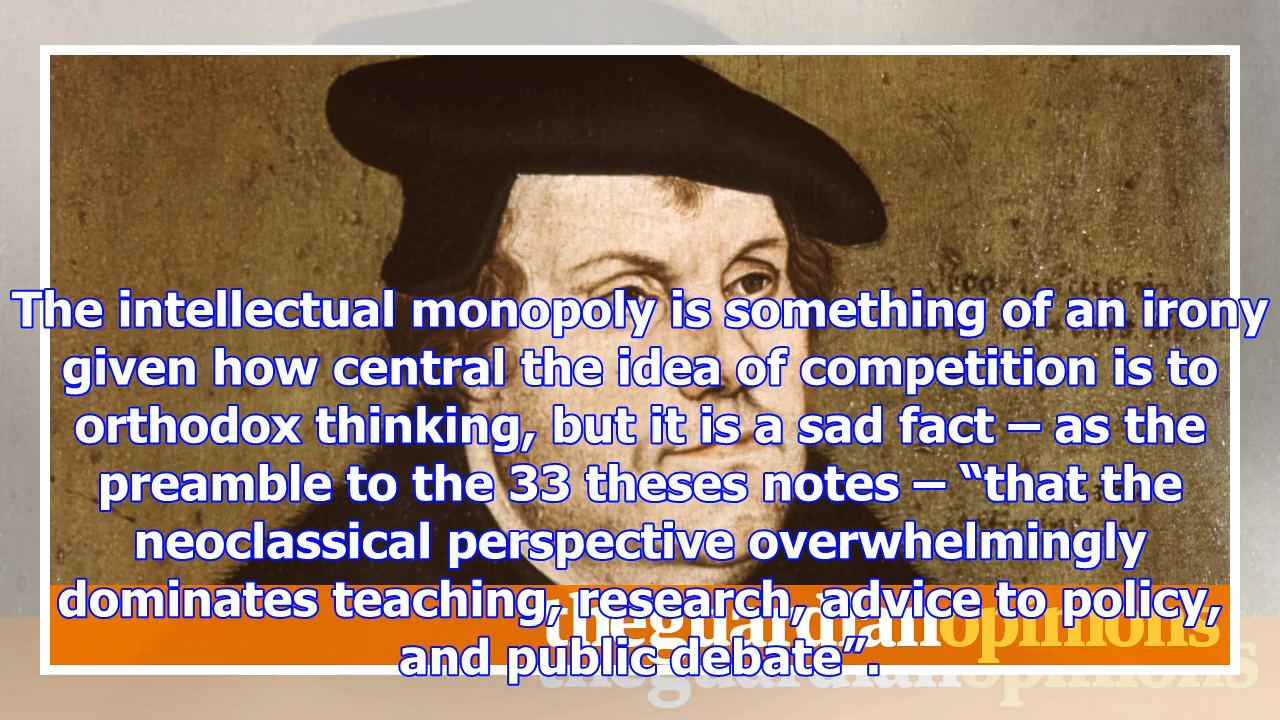 The intellectual monopoly is something of an irony
given how central the idea of competition is to
orthodox thinking, but it is a sad fact – as the
preamble to the 33 theses notes – “that the
neoclassical perspective overwhelmingly
dominates teaching, research, advice to policy,
theguardianopinions
and public debate”.
theguardianopinions